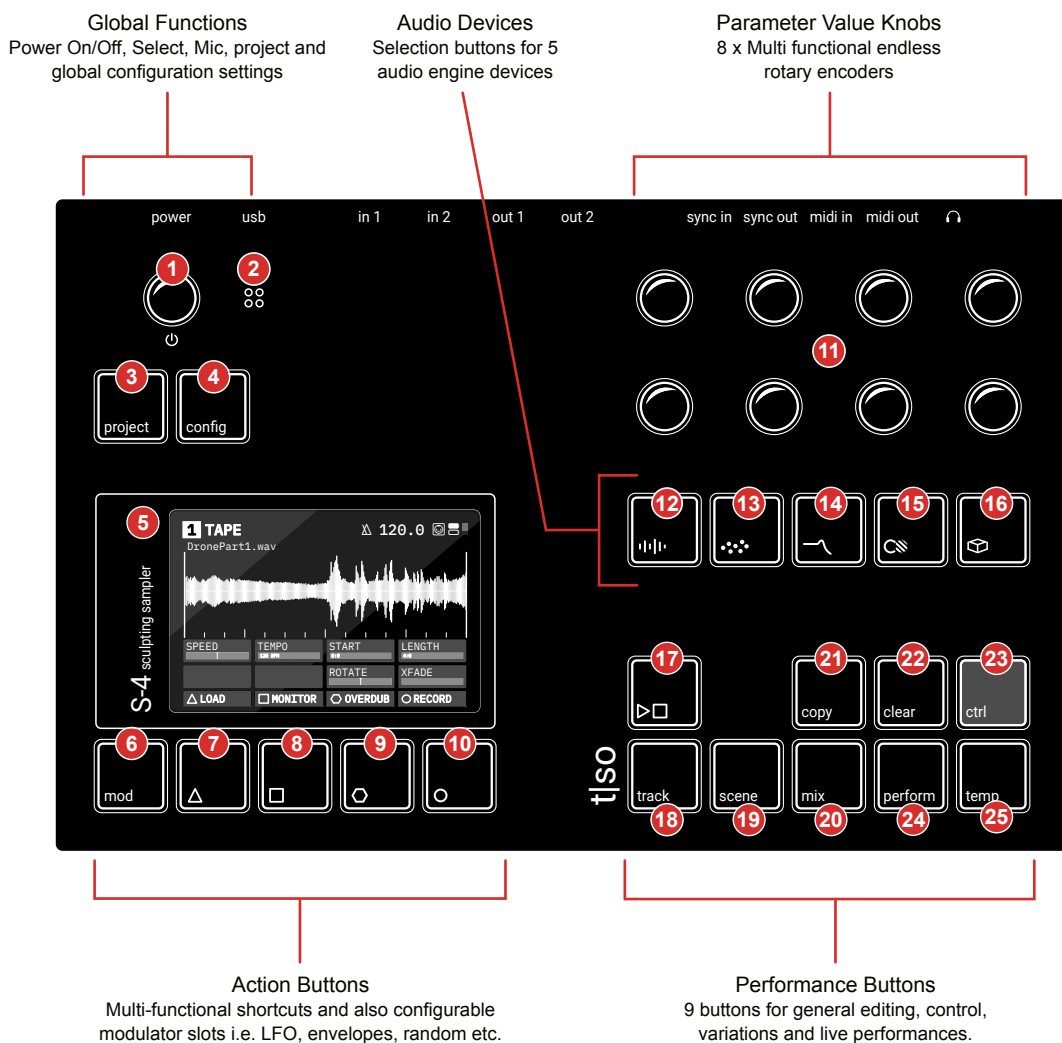 Global Functions
Power On/Off, Select, Mic, project and
global configuration settings
Audio Devices
Selection buttons for 5
audio engine devices
Parameter Value Knobs
8 x Multi functional endless
rotary encoders
power usb in 1 in 2 out 1 out 2 sync in sync out midi in midi out
1 2
11
3 4
project config
12 13 14 15 16
5
S-4 sculpting sampler
1 TAPE 120.0
DronePart1.wav
SPEED TEMPO START LENGTH
120 BPM 0:0 4:0
ROTATE XFADE
LOAD MONITOR OVERDUB RECORD
17 21 22 23
copy clear ctrl
6 7 8 9 10
mod
t|so
track scene mix perform temp
18 19 20 24 25
Action Buttons
Multi-functional shortcuts and also configurable
modulator slots i.e. LFO, envelopes, random etc.
Performance Buttons
9 buttons for general editing, control,
variations and live performances.